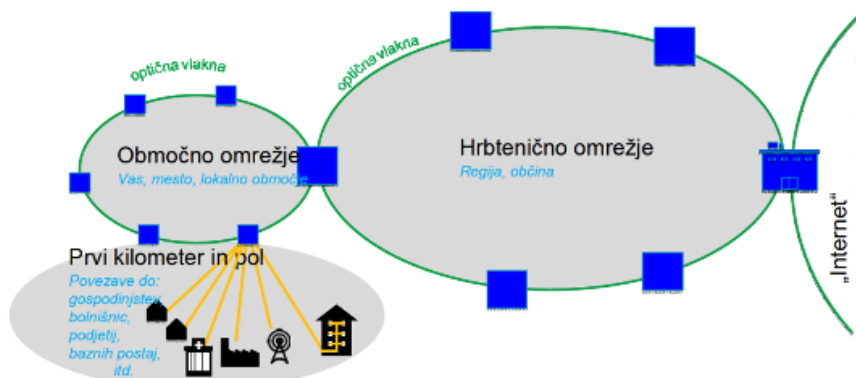 optična vlakna
optična vlakna
Območno omrežje
Vas, mesto, lokalno območje
Hrbtenično omrežje
Regija, občina
„Internet“
Prvi kilometer in pol
Povezave do:
gospodinjstev,
bolnišnic,
podjetij,
baznih postaj,
itd.